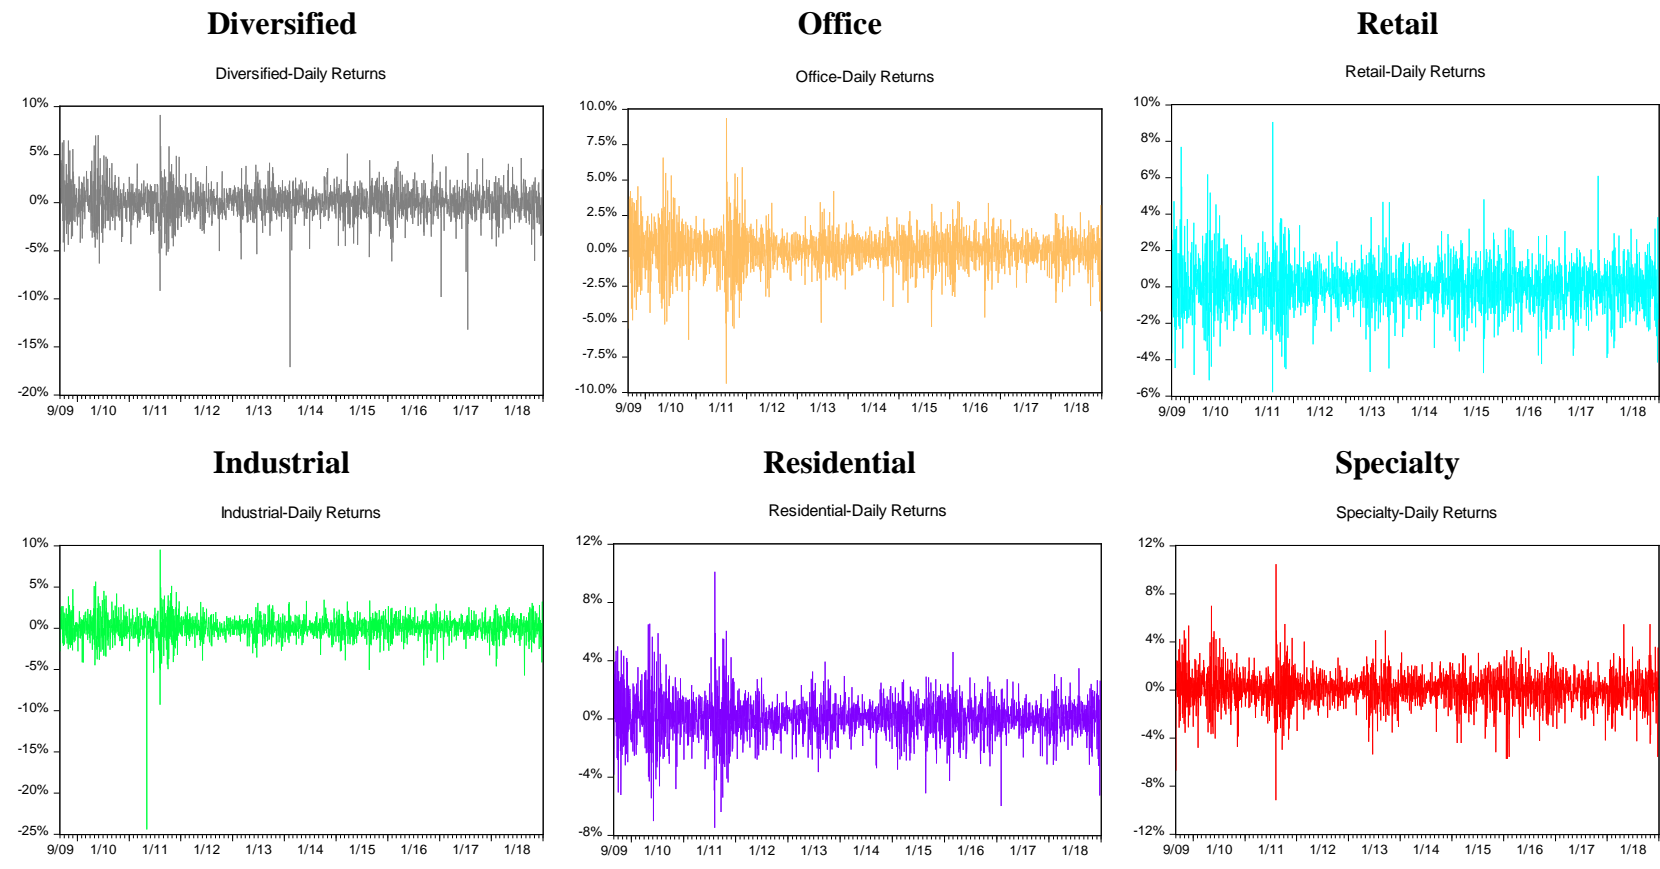 Diversified
Diversified-Daily Returns
10%
5%
0%
-5%
-10%
-15%
-20%
9/09 1/10 1/11 1/12 1/13 1/14 1/15 1/16 1/17 1/18
Office
Office-Daily Returns
10.0%
7.5%
5.0%
2.5%
0.0%
-2.5%
-5.0%
-7.5%
-10.0%
9/09 1/10 1/11 1/12 1/13 1/14 1/15 1/16 1/17 1/18
Retail
Retail-Daily Returns
10%
8%
6%
4%
2%
0%
-2%
-4%
-6%
9/09 1/10 1/11 1/12 1/13 1/14 1/15 1/16 1/17 1/18
Industrial
Industrial-Daily Returns
10%
5%
0%
-5%
-10%
-15%
-20%
-25%
9/09 1/10 1/11 1/12 1/13 1/14 1/15 1/16 1/17 1/18
Residential
Residential-Daily Returns
12%
8%
4%
0%
-4%
-8%
9/09 1/10 1/11 1/12 1/13 1/14 1/15 1/16 1/17 1/18
Specialty
Specialty-Daily Returns
12%
8%
4%
0%
-4%
-8%
-12%
9/09 1/10 1/11 1/12 1/13 1/14 1/15 1/16 1/17 1/18